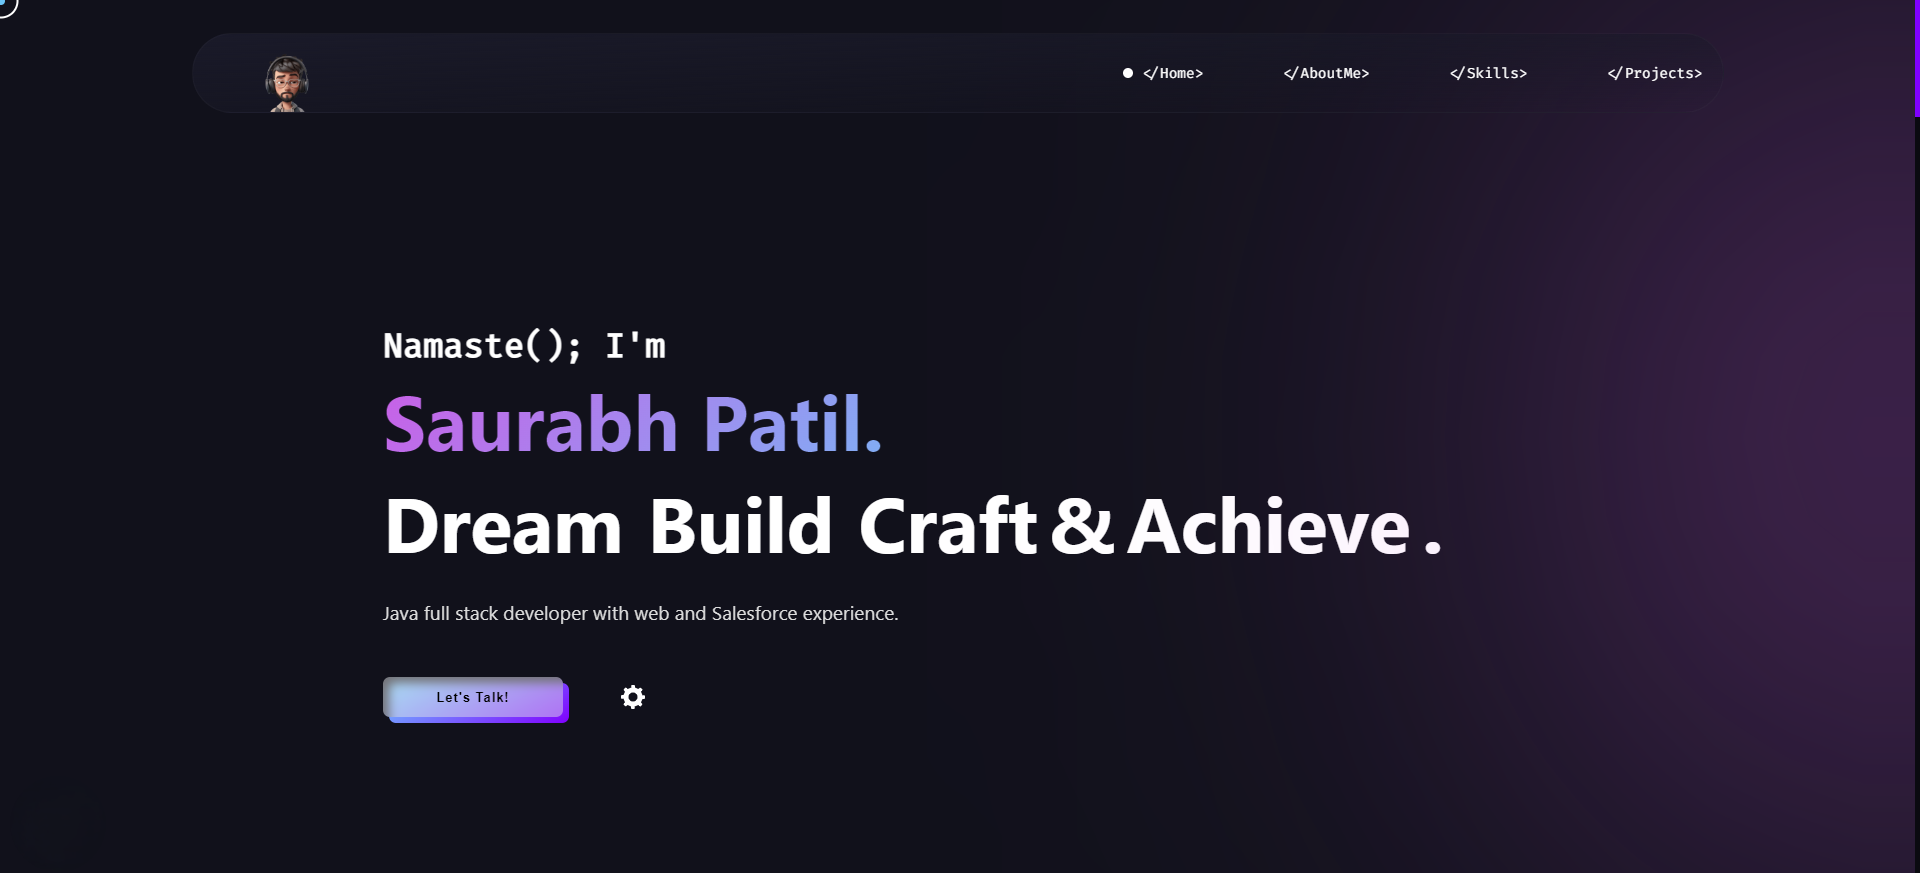 </Home> </AboutMe> </Skills> </Projects>
Namaste(); I'm
Saurabh Patil.
Dream Build Craft & Achieve .
Java full stack developer with web and Salesforce experience.
Let's Talk!